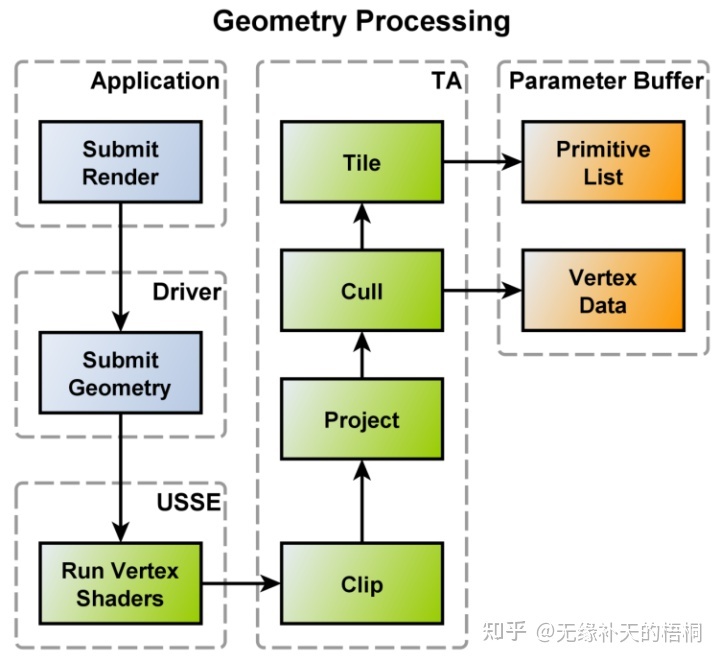 Geometry Processing
Application
Submit
Render
Driver
Submit
Geometry
USSE
Run Vertex
Shaders
TA
Tile
Cull
Project
Clip
Parameter Buffer
Primitive
List
Vertex
Data
知乎 @无缘补天的梧桐